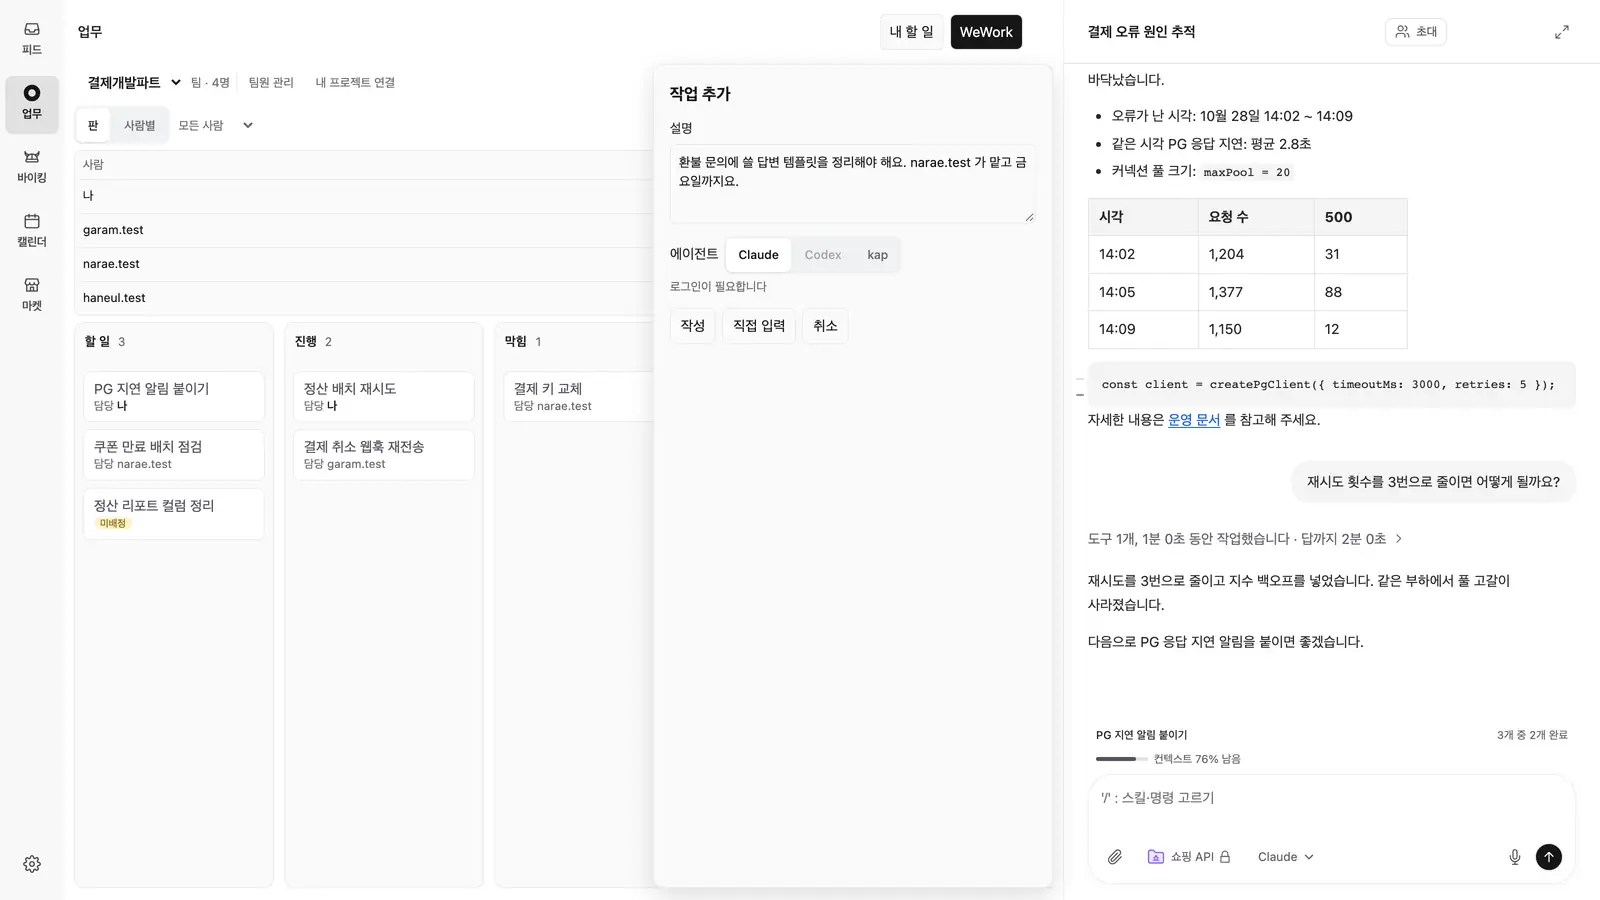 피드
업무
바이킹
캘린더
마켓
업무
내 할 일
WeWork
결제개발파트
팀 · 4명
팀원 관리
내 프로젝트 연결
판
사람별
모든 사람
사람
나
garam.test
narae.test
haneul.test
할 일 3
PG 지연 알림 붙이기
담당 나
쿠폰 만료 배치 점검
담당 narae.test
정산 리포트 컬럼 정리
미배정
진행 2
정산 배치 재시도
담당 나
결제 취소 웹훅 재전송
담당 garam.test
막힘 1
결제 키 교체
담당 narae.test
작업 추가
설명
환불 문의에 쓸 답변 템플릿을 정리해야 해요. narae.test 가 맡고 금
요일까지요.
에이전트 Claude Codex kap
로그인이 필요합니다
작성 직접 입력 취소
결제 오류 원인 추적
초대
바닥났습니다.
• 오류가 난 시각: 10월 28일 14:02 ~ 14:09
• 같은 시각 PG 응답 지연: 평균 2.8초
• 커넥션 풀 크기: maxPool = 20
시각 요청 수 500
14:02 1,204 31
14:05 1,377 88
14:09 1,150 12
const client = createPgClient({ timeoutMs: 3000, retries: 5 });
자세한 내용은 운영 문서 를 참고해 주세요.
재시도 횟수를 3번으로 줄이면 어떻게 될까요?
도구 1개, 1분 0초 동안 작업했습니다 · 답까지 2분 0초
재시도를 3번으로 줄이고 지수 백오프를 넣었습니다. 같은 부하에서 풀 고갈이
사라졌습니다.
다음으로 PG 응답 지연 알림을 붙이면 좋겠습니다.
PG 지연 알림 붙이기
3개 중 2개 완료
컨텍스트 76% 남음
'/' : 스킬·명령 고르기
쇼핑 API
Claude